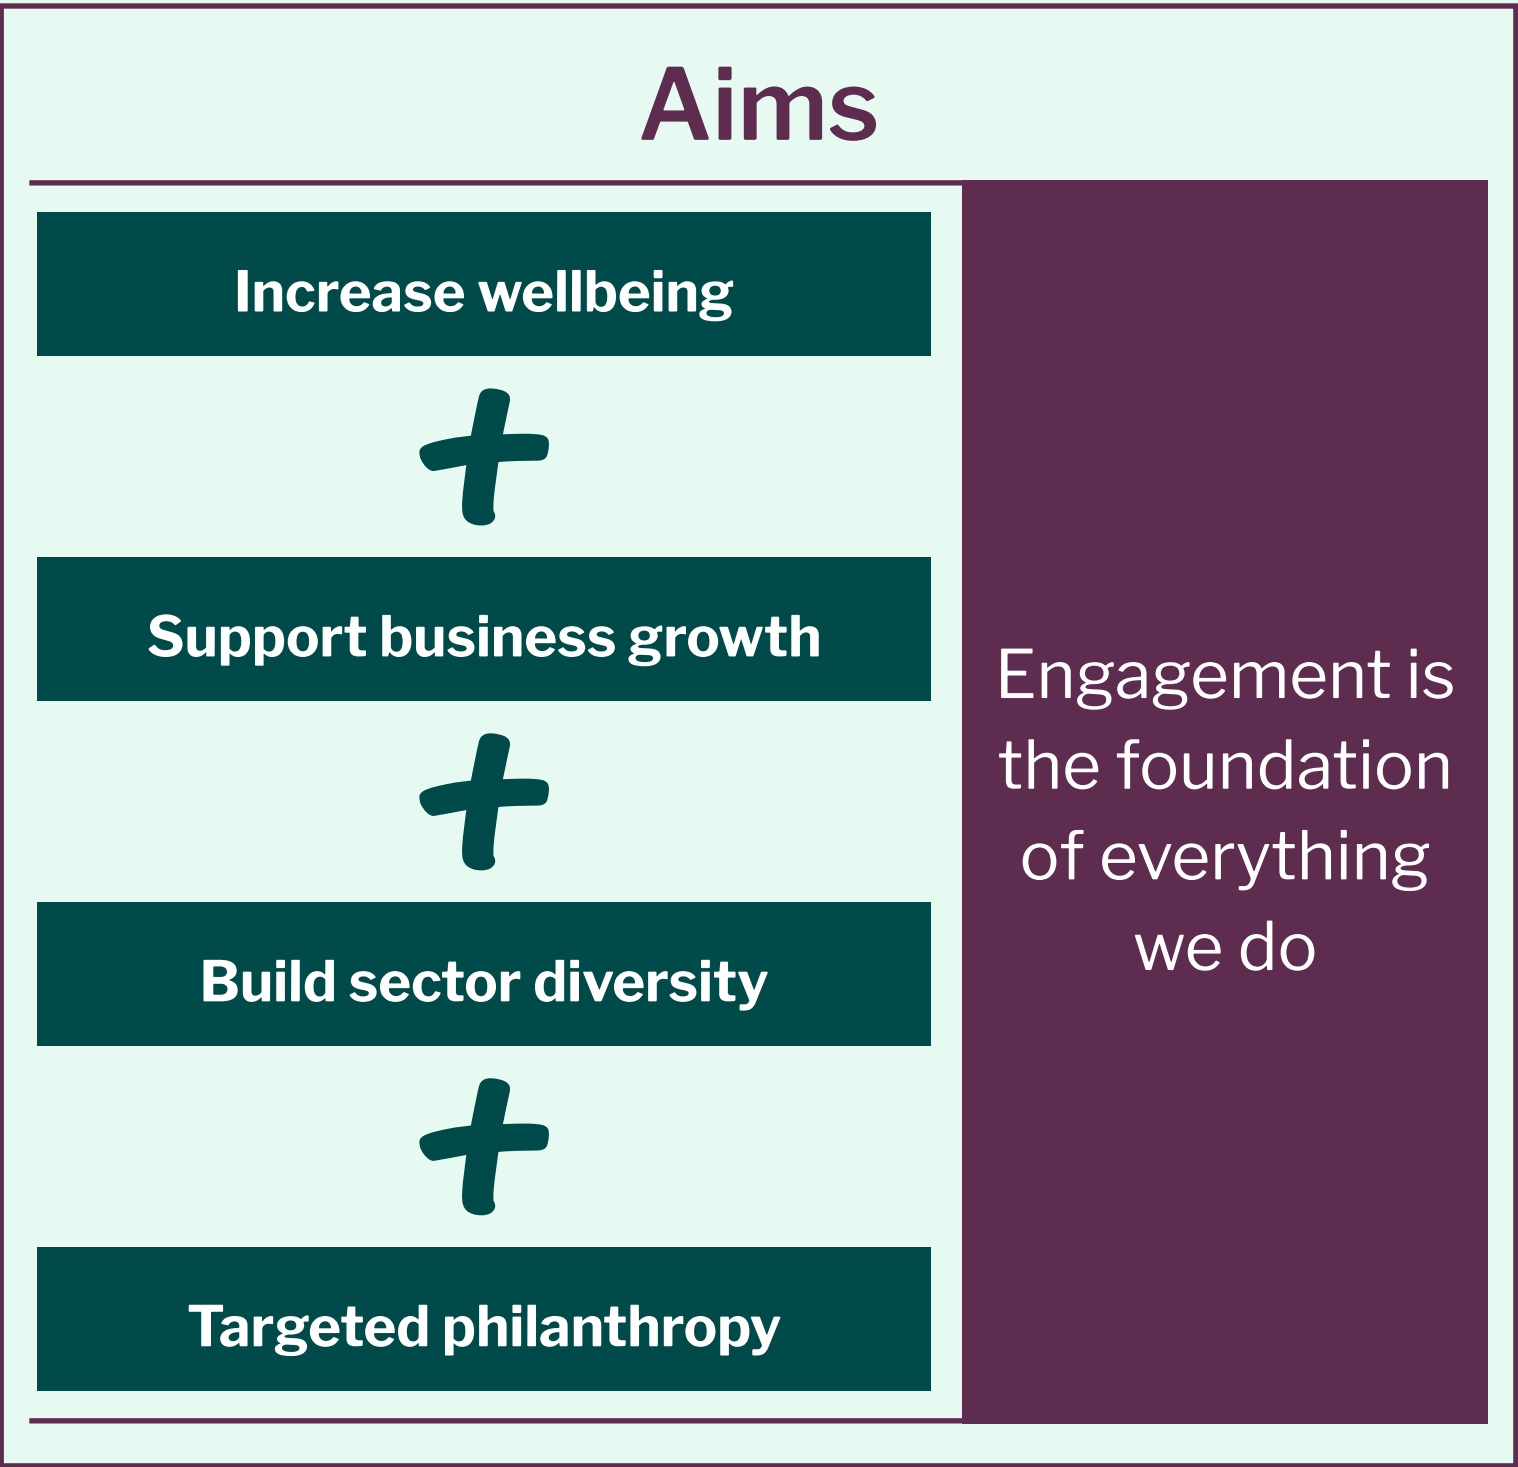 Aims
Increase wellbeing
Support business growth
Build sector diversity
Targeted philanthropy
Engagement is
the foundation
of everything
we do